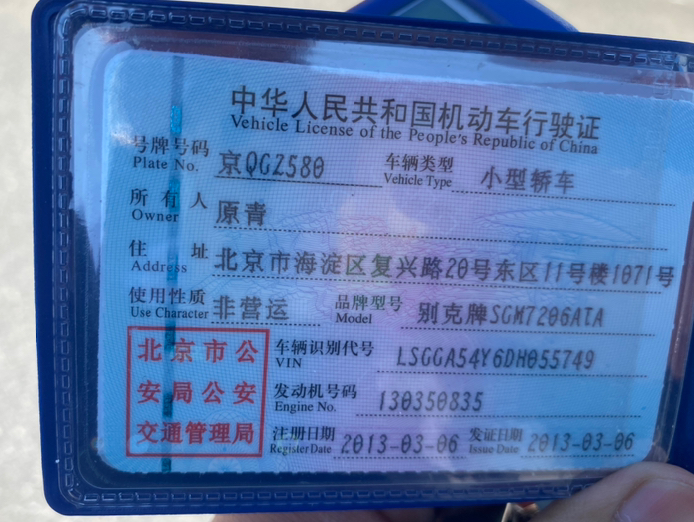 中华人民共和国机动车行驶证
Vehicle License of the People's Republic of China
号牌号码 京QGZ580 车辆类型 小型轿车
Plate No. Vehicle Type
所有人 原青
Owner
住址 北京市海淀区复兴路20号东区11号楼1071号
Address
使用性质 非营运 品牌型号 别克牌SGM7206ATA
Use Character Model
北京市公安局公安交通管理局
车辆识别代号 LSGGA54Y6DH055749
VIN
发动机号码 130350835
Engine No.
注册日期 2013-03-06 发证日期 2013-03-06
Register Date Issue Date